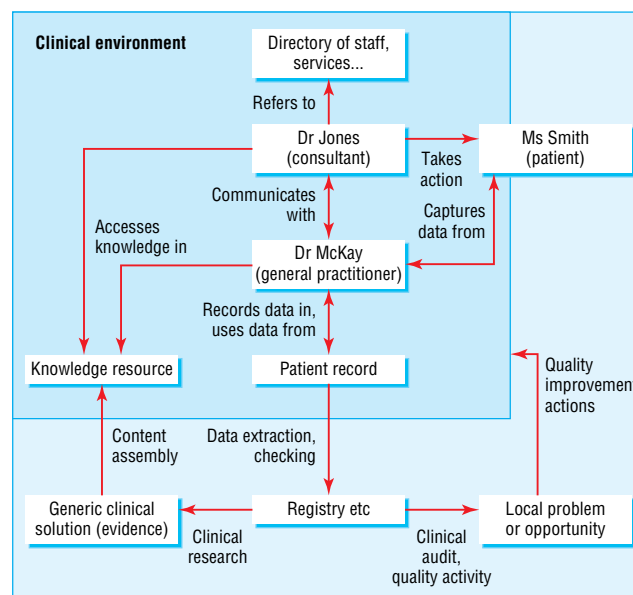 Clinical environment
Directory of staff,
services...
Refers to
Dr Jones
(consultant)
Ms Smith
(patient)
Takes
action
Communicates
with
Captures
data from
Accesses
knowledge in
Dr McKay
(general practitioner)
Records data in,
uses data from
Knowledge resource
Patient record
Quality
improvement
actions
Content
assembly
Data extraction,
checking
Generic clinical
solution (evidence)
Registry etc
Local problem
or opportunity
Clinical
research
Clinical
audit,
quality activity